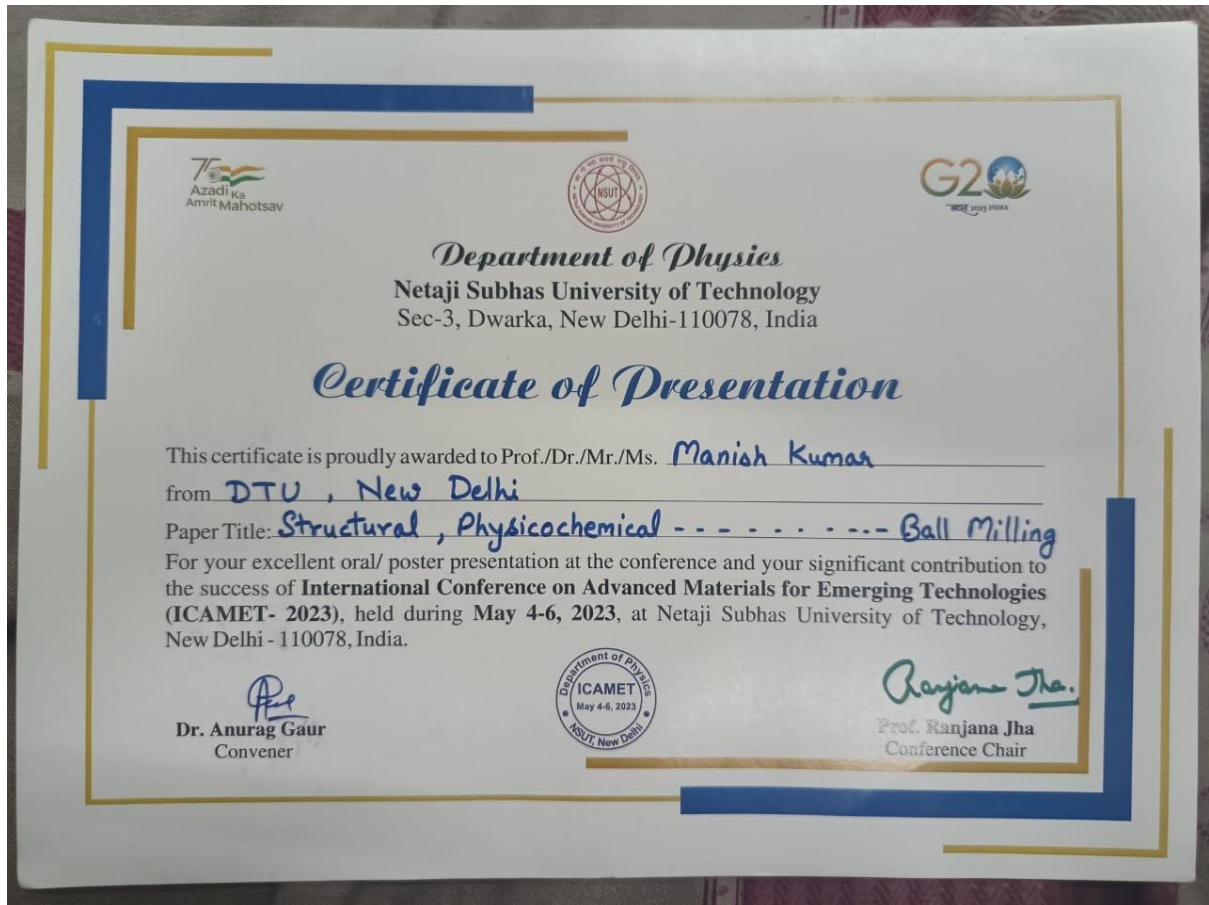 75
Azadi Ka
Amrit Mahotsav
NSUT
G20
भारत 2023 INDIA
Department of Physics
Netaji Subhas University of Technology
Sec-3, Dwarka, New Delhi-110078, India
Certificate of Presentation
This certificate is proudly awarded to Prof./Dr./Mr./Ms. Manish Kumar
from DTU , New Delhi
Paper Title: Structural , Physicochemical - - - - - - - - - - Ball Milling
For your excellent oral/ poster presentation at the conference and your significant contribution to
the success of International Conference on Advanced Materials for Emerging Technologies
(ICAMET- 2023), held during May 4-6, 2023, at Netaji Subhas University of Technology,
New Delhi - 110078, India.
Dr. Anurag Gaur
Convener
Department of Physics
ICAMET
May 4-6, 2023
NSUT, New Delhi
Ranjana Jha.
Prof. Ranjana Jha
Conference Chair